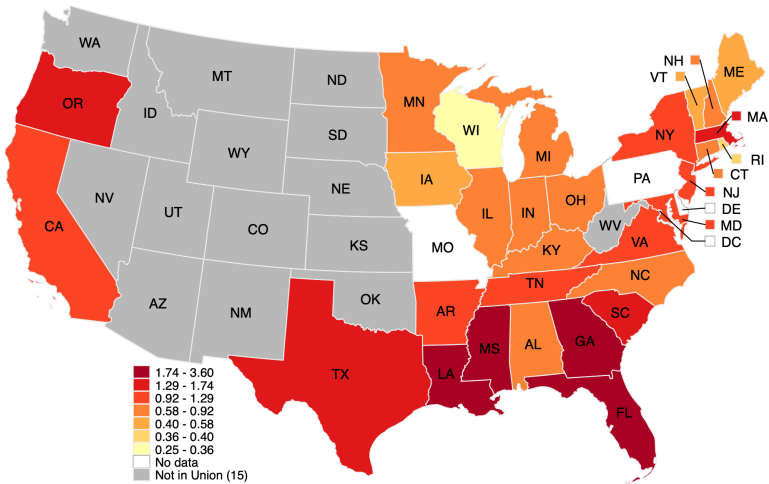 WA
MT
ND
MN
OR
ID
SD
WI
WY
MI
NV
UT
CO
NE
IA
CA
AZ
NM
KS
OK
TX
MO
AR
LA
IL
IN
OH
KY
TN
MS
AL
GA
FL
SC
NC
VA
WV
PA
NY
VT
NH
ME
MA
RI
CT
NJ
DE
MD
DC
1.74 - 3.60
1.29 - 1.74
0.92 - 1.29
0.58 - 0.92
0.40 - 0.58
0.36 - 0.40
0.25 - 0.36
No data
Not in Union (15)